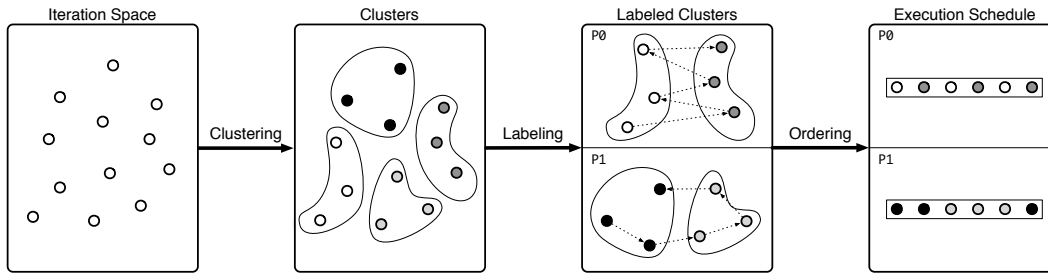 Iteration Space
Clusters
Labeled Clusters
Execution Schedule
P0
P0
Clustering
Labeling
Ordering
P1
P1